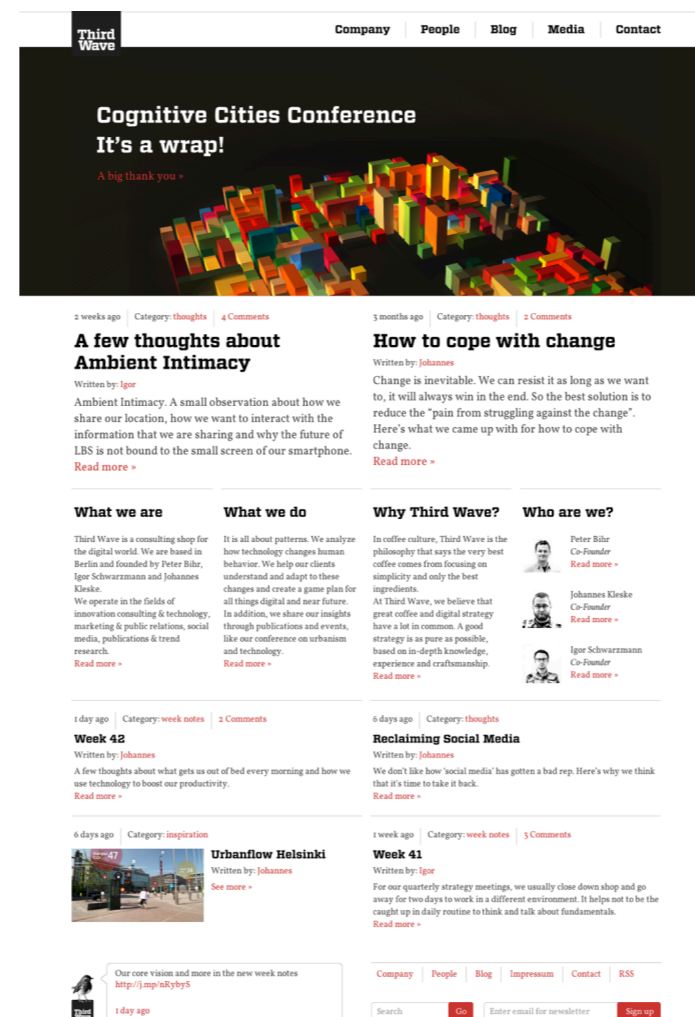 Third
Wave
Company People Blog Media Contact
Cognitive Cities Conference
It's a wrap!
A big thank you »
2 weeks ago Category: thoughts 4 Comments
A few thoughts about
Ambient Intimacy
Written by: Igor
Ambient Intimacy. A small observation about how we
share our location, how we want to interact with the
information that we are sharing and why the future of
LBS is not bound to the small screen of our smartphone.
Read more »
3 months ago Category: thoughts 2 Comments
How to cope with change
Written by: Johannes
Change is inevitable. We can resist it as long as we want
to, it will always win in the end. So the best solution is to
reduce the "pain from struggling against the change".
Here's what we came up with for how to cope with
change.
Read more »
What we are
Third Wave is a consulting shop for
the digital world. We are based in
Berlin and founded by Peter Bihr,
Igor Schwarzmann and Johannes
Kleske.
We operate in the fields of
innovation consulting & technology,
marketing & public relations, social
media, publications & trend
research.
Read more »
What we do
It is all about patterns. We analyze
how technology changes human
behavior. We help our clients
understand and adapt to these
changes and create a game plan for
all things digital and near future.
In addition, we share our insights
through publications and events,
like our conference on urbanism
and technology.
Read more »
Why Third Wave?
In coffee culture, Third Wave is the
philosophy that says the very best
coffee comes from focusing on
simplicity and only the best
ingredients.
At Third Wave, we believe that
great coffee and digital strategy
have a lot in common. A good
strategy is as pure as possible,
based on in-depth knowledge,
experience and craftsmanship.
Read more »
Who are we?
Peter Bihr
Co-Founder
Read more »
Johannes Kleske
Co-Founder
Read more »
Igor Schwarzmann
Co-Founder
Read more »
1 day ago Category: week notes 2 Comments
Week 42
Written by: Johannes
A few thoughts about what gets us out of bed every morning and how we
use technology to boost our productivity.
Read more »
6 days ago Category: thoughts
Reclaiming Social Media
Written by: Johannes
We don't like how 'social media' has gotten a bad rep. Here's why we think
that it's time to take it back.
Read more »
6 days ago Category: inspiration
47
Urbanflow Helsinki
Written by: Johannes
See more »
1 week ago Category: week notes 3 Comments
Week 41
Written by: Igor
For our quarterly strategy meetings, we usually close down shop and go
away for two days to work in a different environment. It helps not to be the
caught up in daily routine to think and talk about fundamentals.
Read more »
Our core vision and more in the new week notes
http://j.mp/nRybyS
1 day ago
Third
Company People Blog Impressum Contact RSS
Search Go Enter email for newsletter Sign up